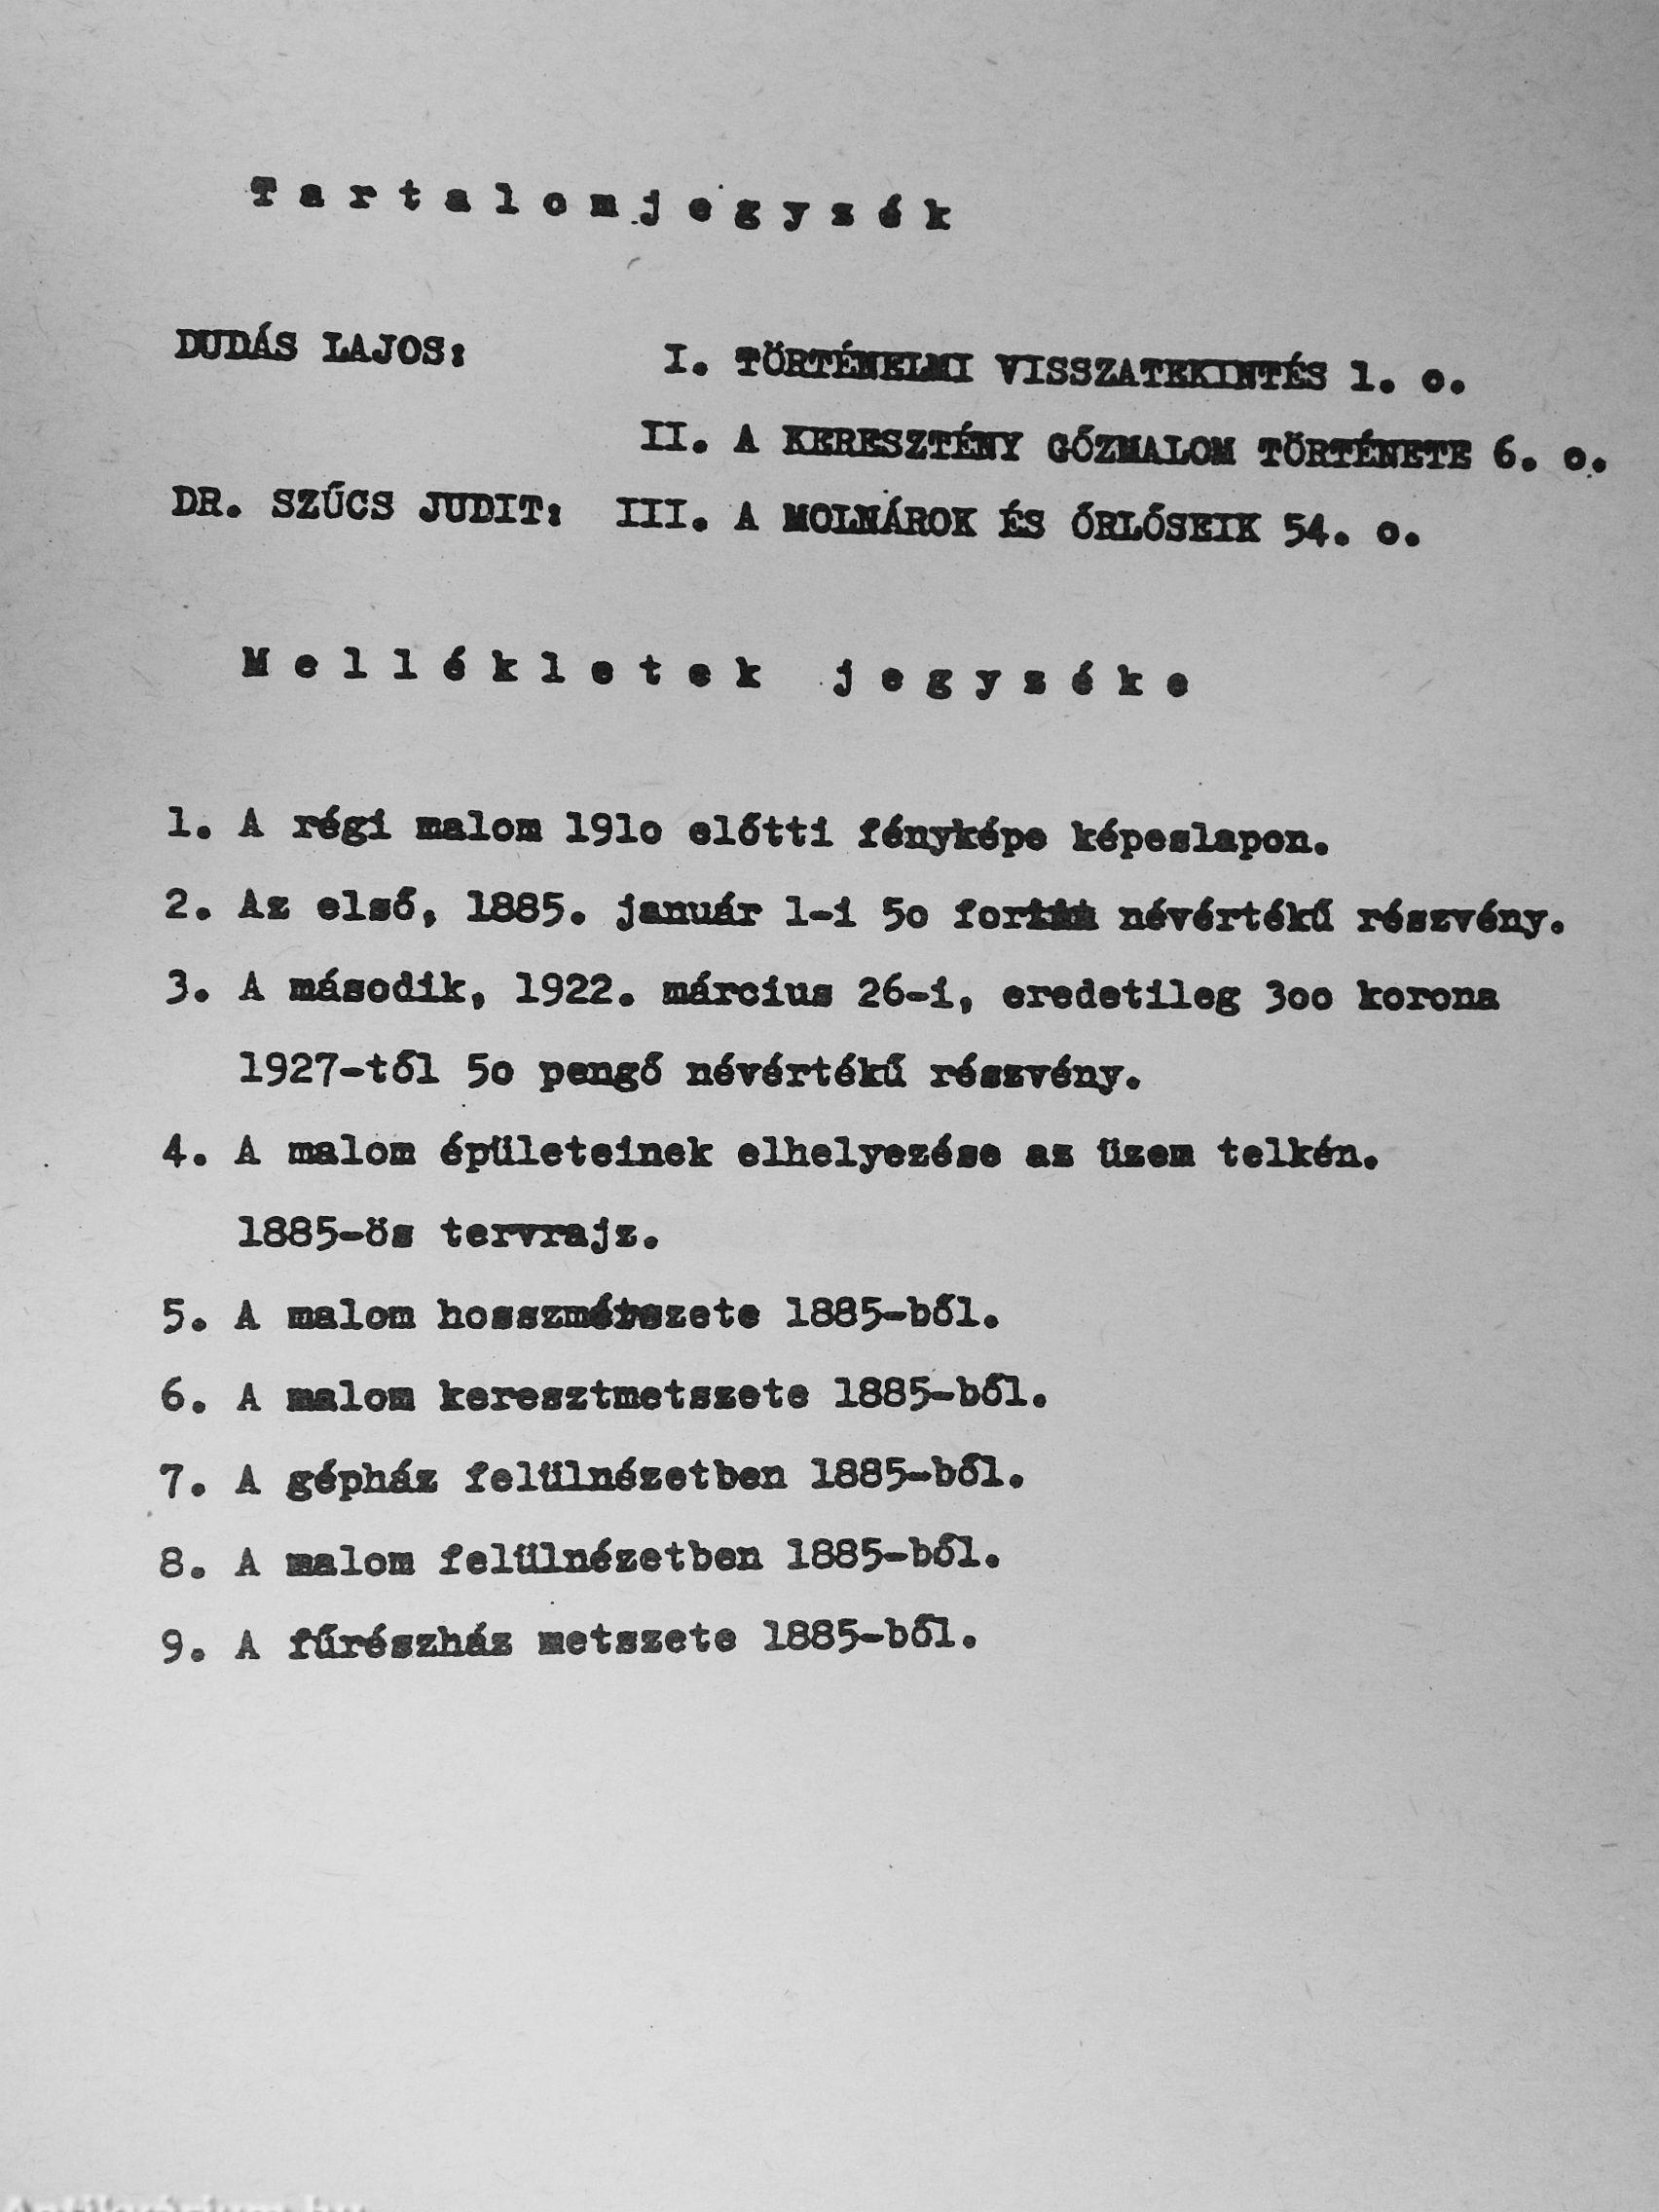 T a r t a l o m j e g y z é k
DUDÁS LAJOS: I. TÖRTÉNELMI VISSZATEKINTÉS 1. o.
II. A KERESZTÉNY GŐZMALOM TÖRTÉNETE 6. o.
DR. SZŰCS JUDIT: III. A MOLNÁROK ÉS ŐRLŐSEIK 54. o.
M e l l é k l e t e k j e g y z é k e
1. A régi malom 191o előtti fényképe képeslapon.
2. Az első, 1885. január 1-i 5o forint névértékű részvény.
3. A második, 1922. március 26-i, eredetileg 3oo korona
1927-től 5o pengő névértékű részvény.
4. A malom épületeinek elhelyezése az üzem telkén.
1885-ös tervrajz.
5. A malom hosszmetszete 1885-ből.
6. A malom keresztmetszete 1885-ből.
7. A gépház felülnézetben 1885-ből.
8. A malom felülnézetben 1885-ből.
9. A fűrészház metszete 1885-ből.